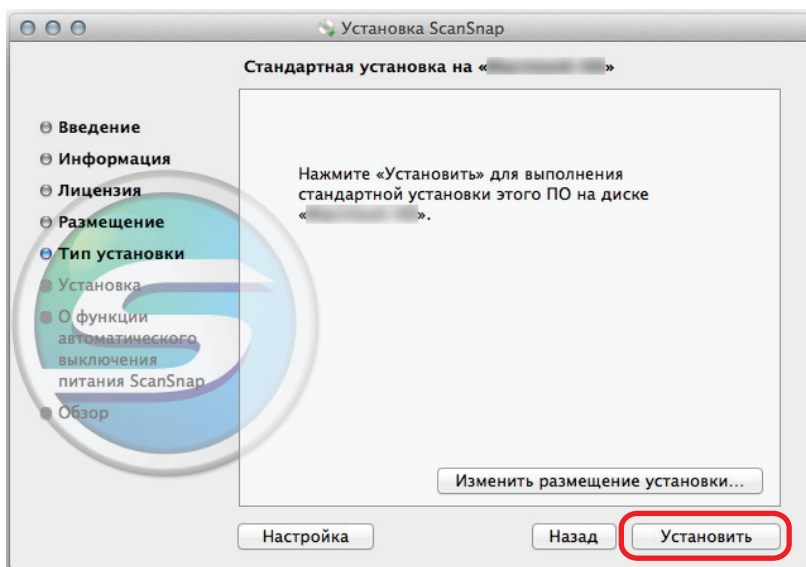 Установка ScanSnap
Стандартная установка на « »
Введение
Информация
Лицензия
Размещение
Тип установки
Установка
О функции
автоматического
выключения
питания ScanSnap
Обзор
Нажмите «Установить» для выполнения
стандартной установки этого ПО на диске
« ».
Изменить размещение установки...
Настройка
Назад
Установить